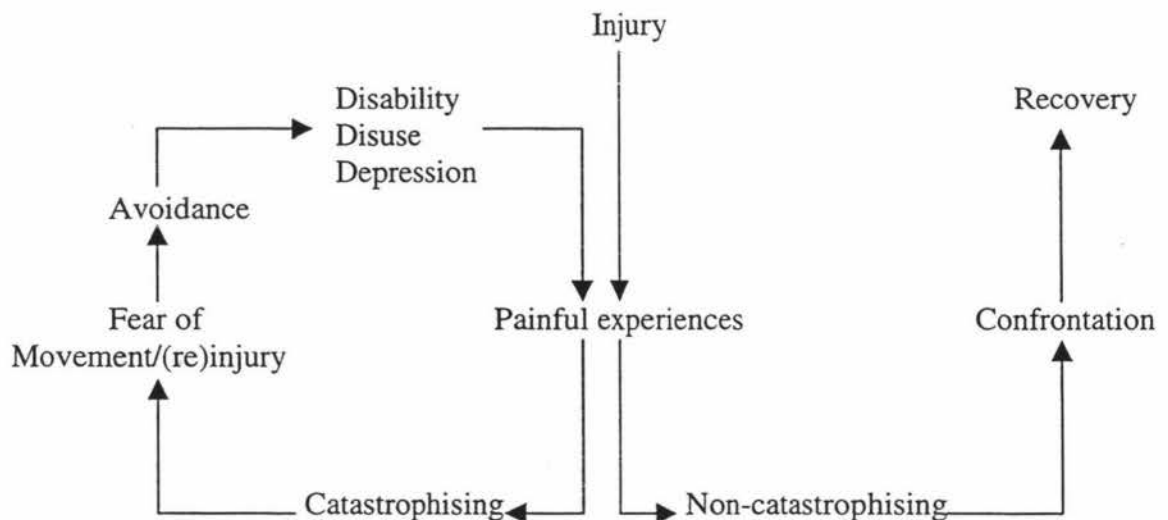 Injury
Disability
Disuse
Depression
Recovery
Avoidance
Fear of
Movement/(re)injury
Painful experiences
Confrontation
Catastrophising
Non-catastrophising